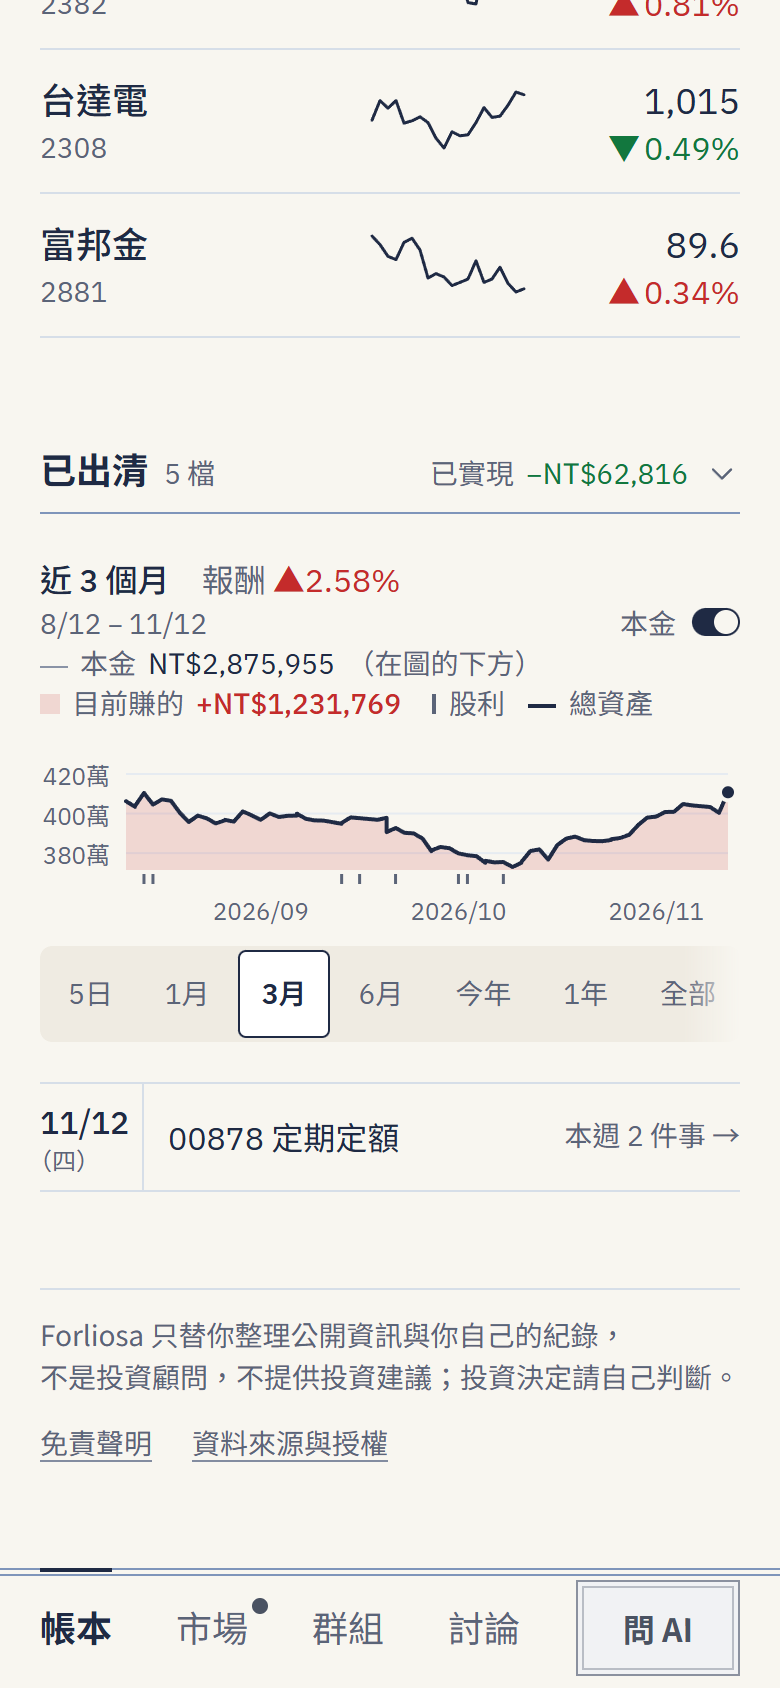 2382
▲0.81%
台達電
1,015
2308
▼0.49%
富邦金
89.6
2881
▲0.34%
已出清 5 檔
已實現 −NT$62,816
近 3 個月 報酬 ▲2.58%
8/12 – 11/12
本金
本金 NT$2,875,955 （在圖的下方）
目前賺的 +NT$1,231,769 股利 總資產
420萬
400萬
380萬
2026/09 2026/10 2026/11
5日 1月 3月 6月 今年 1年 全部
11/12
（四）
00878 定期定額
本週 2 件事 →
Forliosa 只替你整理公開資訊與你自己的紀錄，
不是投資顧問，不提供投資建議；投資決定請自己判斷。
免責聲明 資料來源與授權
帳本 市場 群組 討論 問 AI